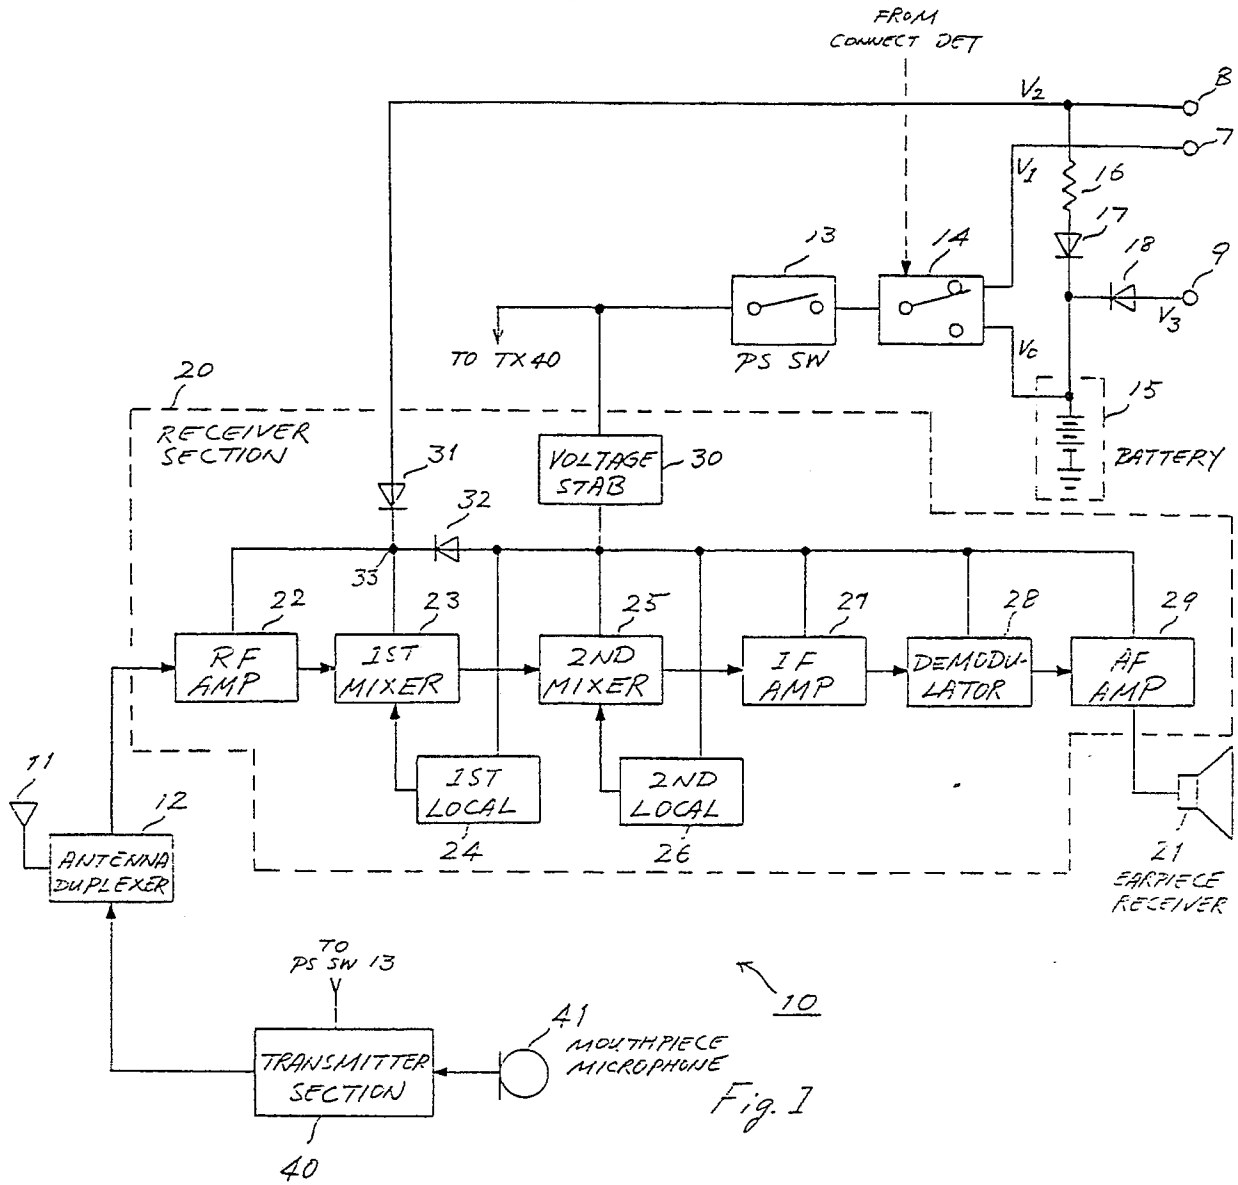 FROM
CONNECT DET
V2
8
7
V1
16
17
13
14
18
9
V3
TO TX 40
PS SW
Vc
20
RECEIVER
SECTION
15
BATTERY
31
VOLTAGE
STAB
30
32
33
22
23
25
27
28
29
RF
AMP
1ST
MIXER
2ND
MIXER
IF
AMP
DEMODU-
LATOR
AF
AMP
11
12
1ST
LOCAL
24
2ND
LOCAL
26
21
EARPIECE
RECEIVER
ANTENNA
DUPLEXER
TO
PS SW 13
10
41
MOUTHPIECE
MICROPHONE
TRANSMITTER
SECTION
40
Fig. 1